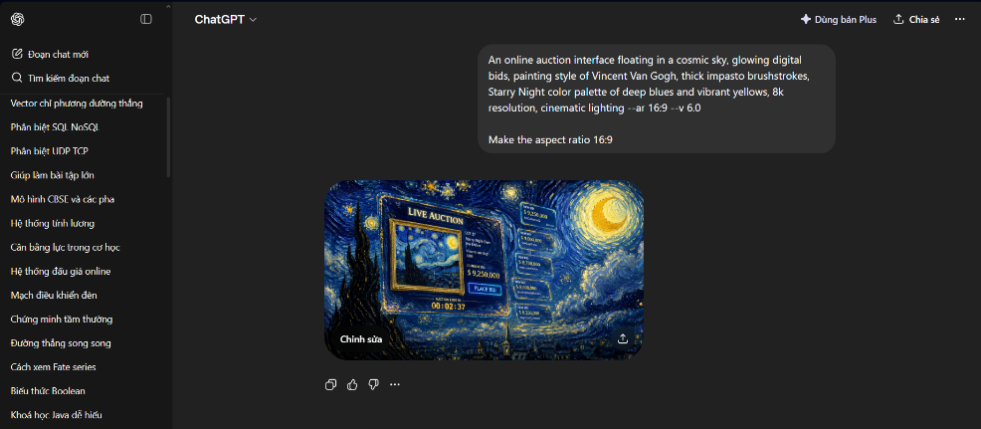 ChatGPT
Dùng bản Plus
Chia sẻ
Đoạn chat mới
Tìm kiếm đoạn chat
Vector chỉ phương đường thẳng
Phân biệt SQL NoSQL
Phân biệt UDP TCP
Giúp làm bài tập lớn
Mô hình CBSE và các pha
Hệ thống tính lương
Cân bằng lực trong cơ học
Hệ thống đấu giá online
Mạch điều khiển đèn
Chứng minh tầm thường
Đường thẳng song song
Cách xem Fate series
Biểu thức Boolean
Khoá học Java dễ hiểu
An online auction interface floating in a cosmic sky, glowing digital
bids, painting style of Vincent Van Gogh, thick impasto brushstrokes,
Starry Night color palette of deep blues and vibrant yellows, 8k
resolution, cinematic lighting --ar 16:9 --v 6.0
Make the aspect ratio 16:9
LIVE AUCTION
$ 9,250,000
PLACE BID
00:02:37
Chỉnh sửa